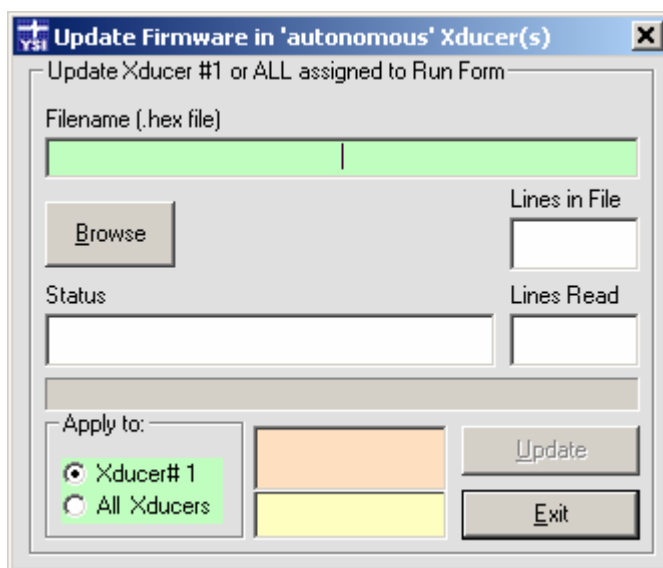 YSI Update Firmware in 'autonomous' Xducer(s)
Update Xducer #1 or ALL assigned to Run Form
Filename (.hex file)
Browse
Lines in File
Status
Lines Read
Apply to:
Xducer# 1
All Xducers
Update
Exit